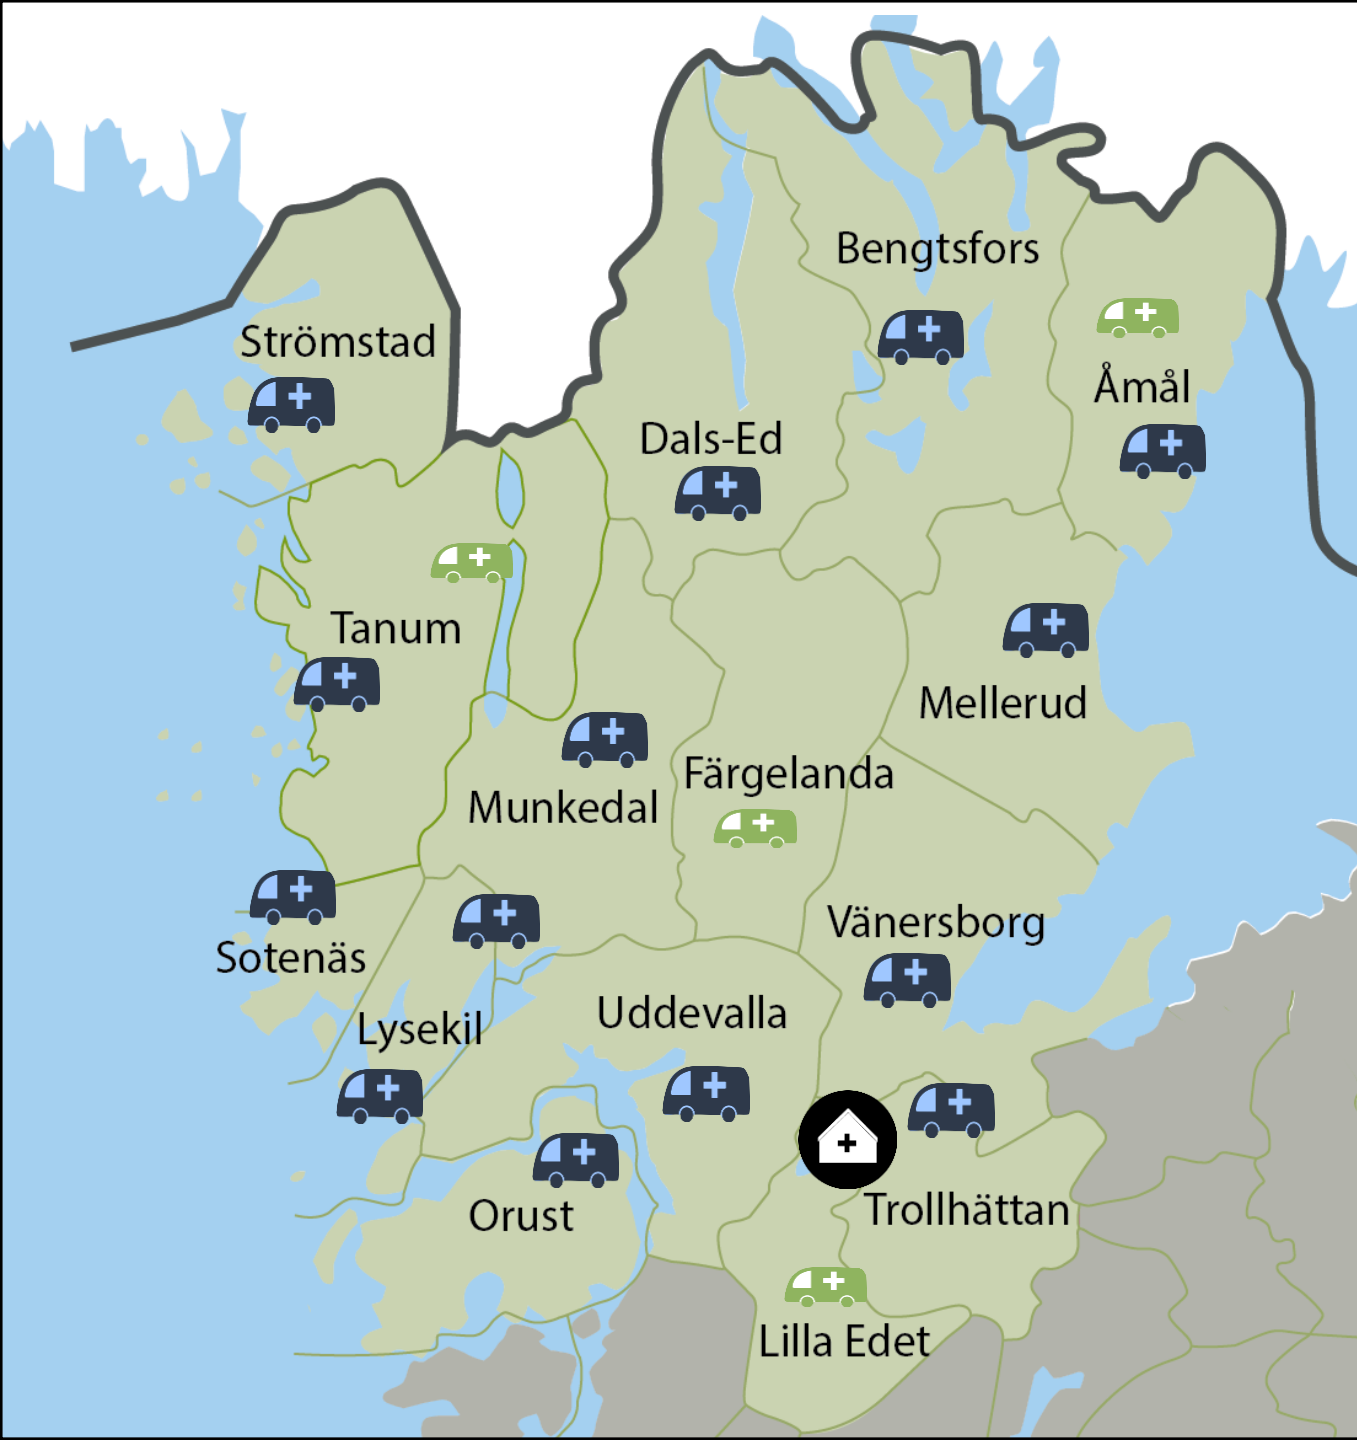 Bengtsfors
Strömstad
Åmål
Dals-Ed
Tanum
Mellerud
Färgelanda
Munkedal
Vänersborg
Sotenäs
Uddevalla
Lysekil
Trollhättan
Orust
Lilla Edet